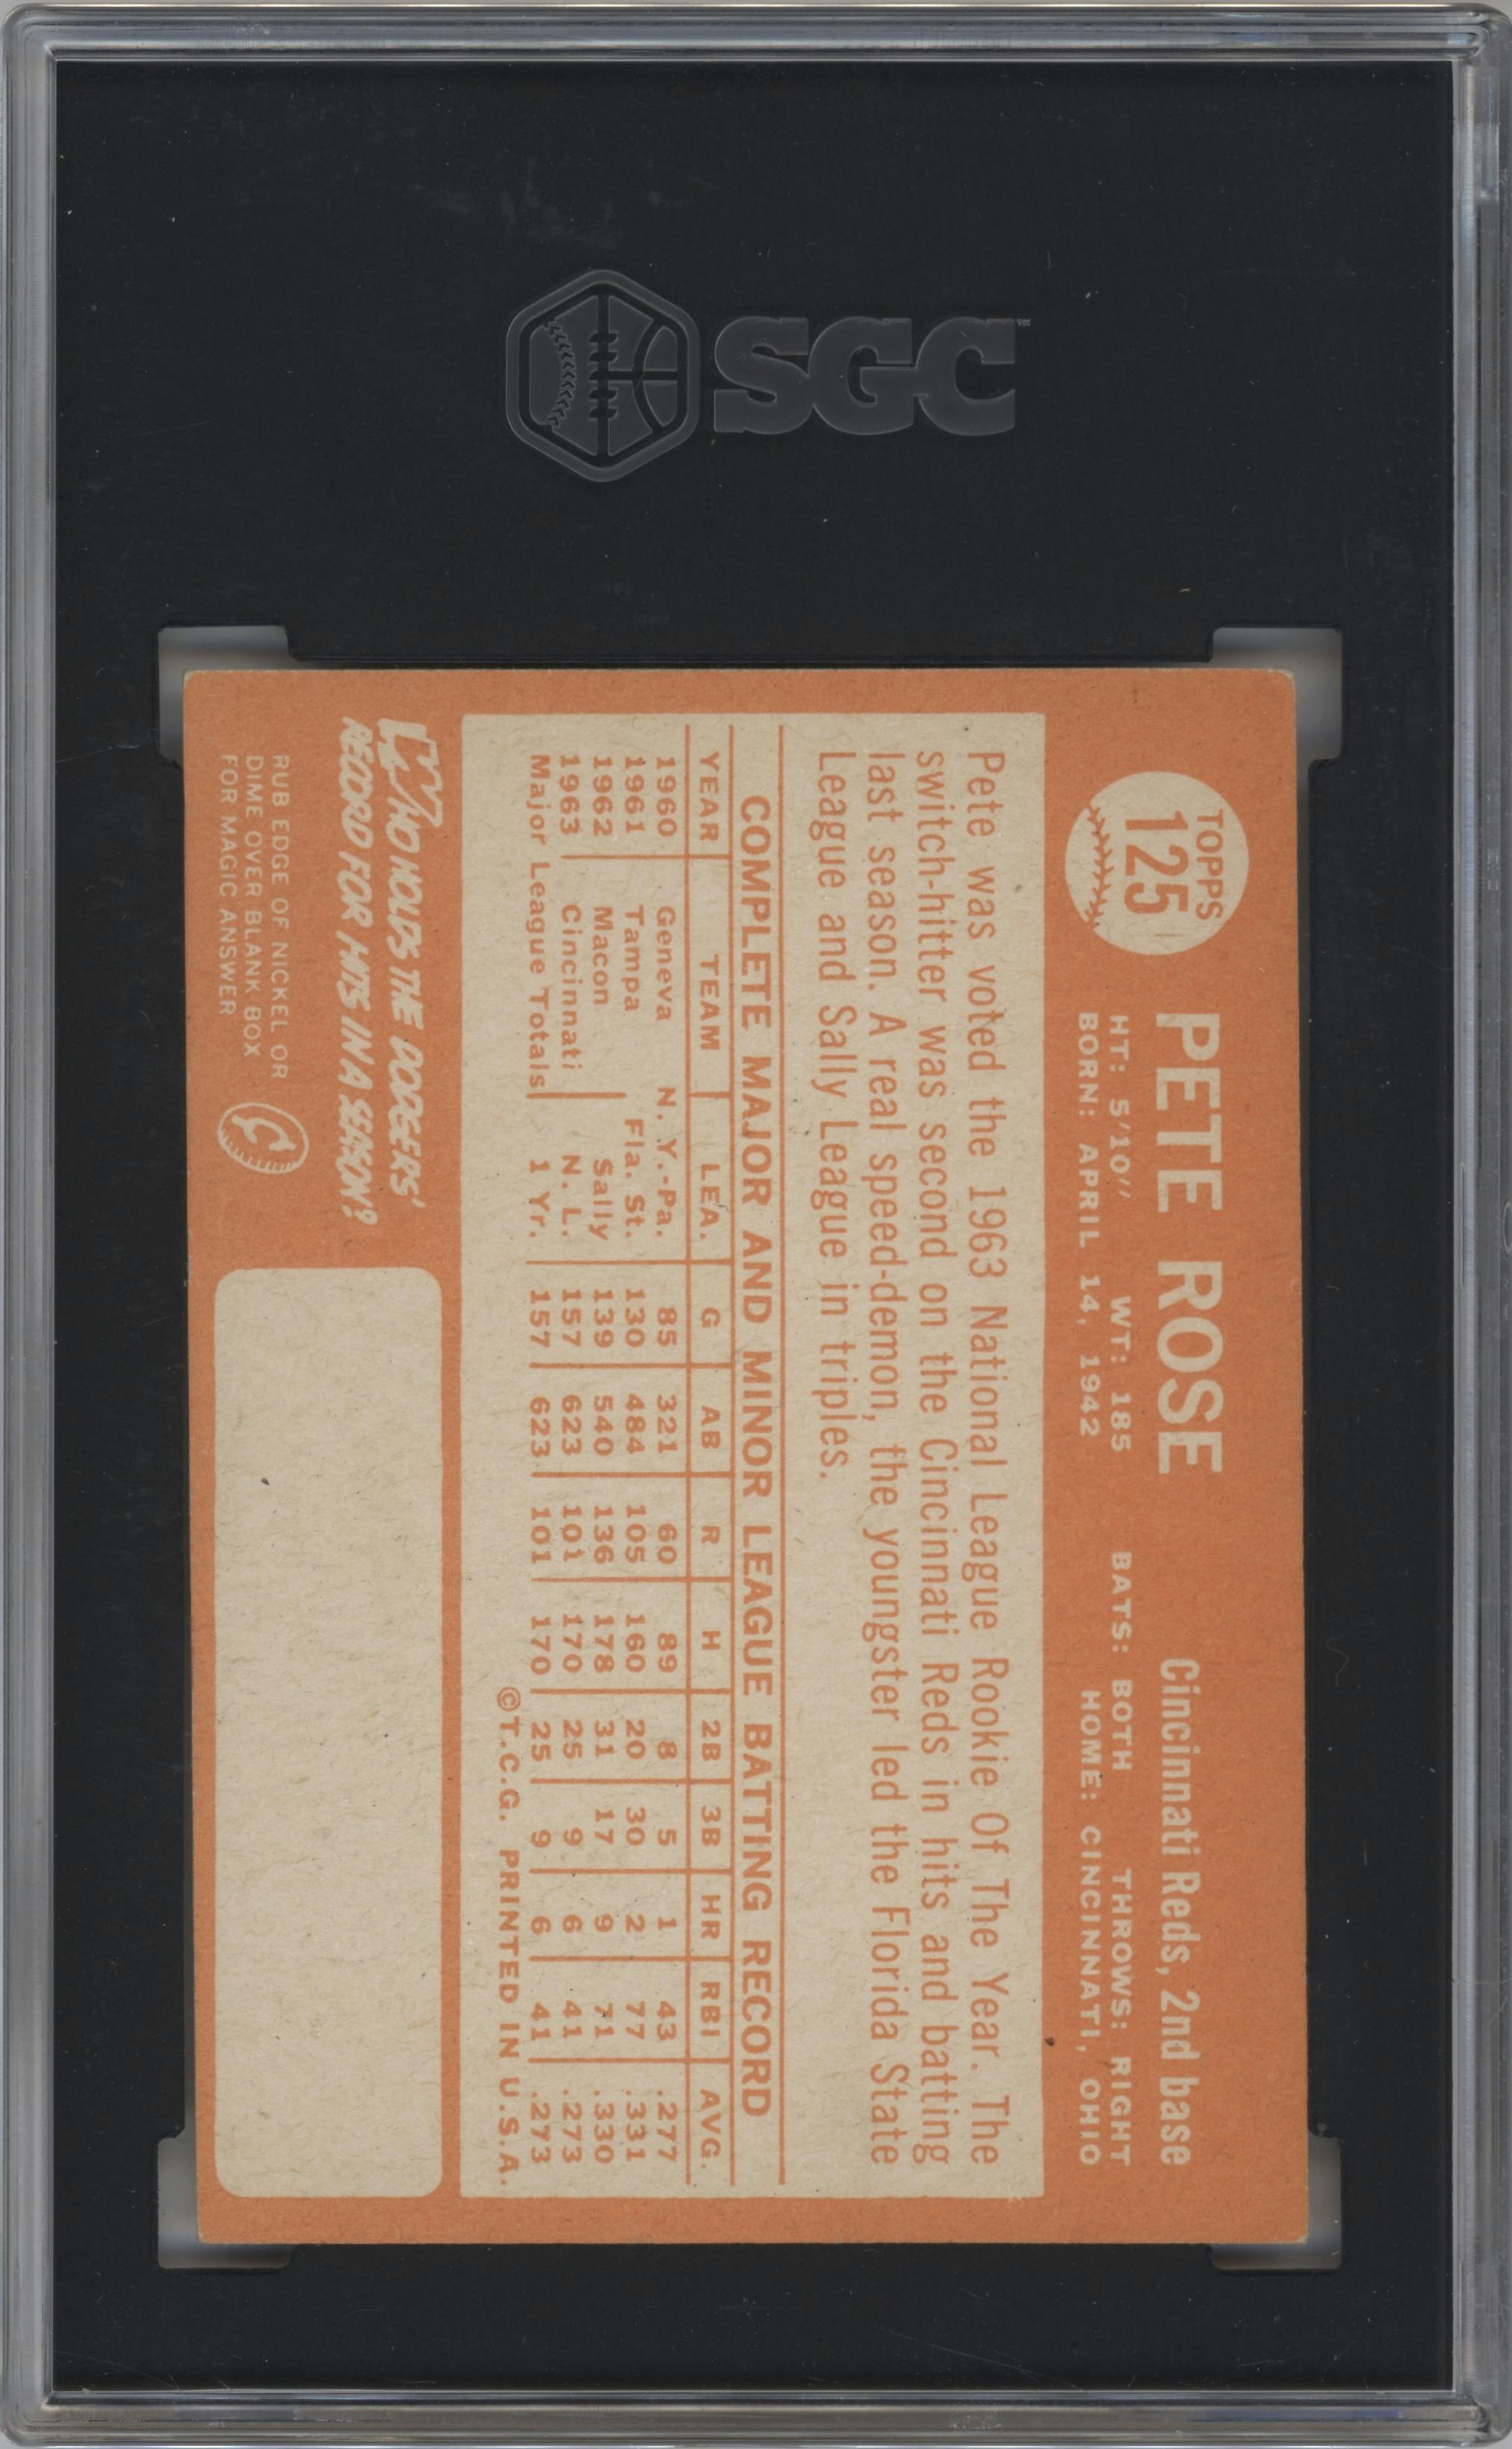 SGC
TOPPS
125
PETE ROSE Cincinnati Reds, 2nd base
HT: 5'10" WT: 185 BATS: BOTH THROWS: RIGHT
BORN: APRIL 14, 1942 HOME: CINCINNATI, OHIO
Pete was voted the 1963 National League Rookie Of The Year. The
switch-hitter was second on the Cincinnati Reds in hits and batting
last season. A real speed-demon, the youngster led the Florida State
League and Sally League in triples.
COMPLETE MAJOR AND MINOR LEAGUE BATTING RECORD
YEAR TEAM LEA. G AB R H 2B 3B HR RBI AVG.
1960 Geneva N. Y.-Pa. 85 321 60 89 8 5 1 43 .277
1961 Tampa Fla. St. 130 484 105 160 20 30 2 77 .331
1962 Macon Sally 139 540 136 178 31 17 9 71 .330
1963 Cincinnati N. L. 157 623 101 170 25 9 6 41 .273
Major League Totals 1 Yr. 157 623 101 170 25 9 6 41 .273
©T.C.G. PRINTED IN U.S.A.
WHO HOLDS THE DODGERS'
RECORD FOR HITS IN A SEASON?
RUB EDGE OF NICKEL OR
DIME OVER BLANK BOX
FOR MAGIC ANSWER